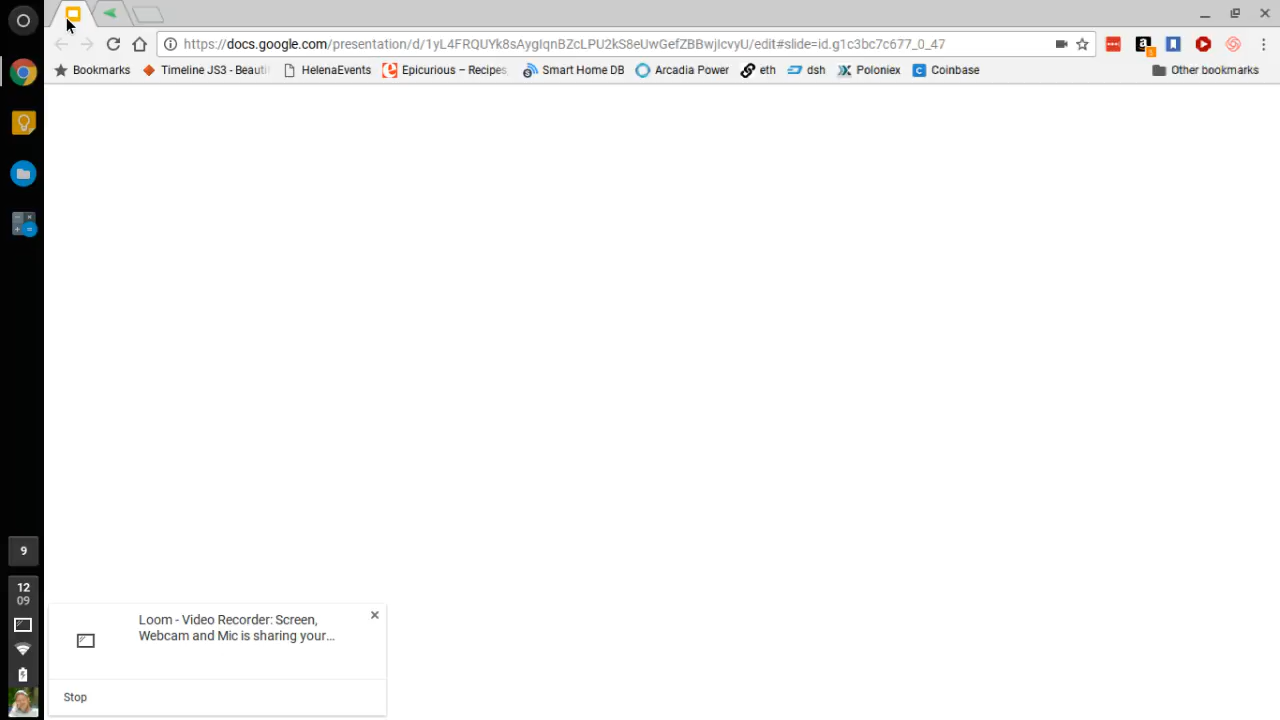 https://docs.google.com/presentation/d/1yL4FRQUYk8sAygIqnBZcLPU2kS8eUwGefZBBwjIcvyU/edit#slide=id.g1c3bc7c677_0_47
Bookmarks Timeline JS3 - Beauti HelenaEvents Epicurious – Recipes, Smart Home DB Arcadia Power eth dsh Poloniex Coinbase Other bookmarks
9
12
09
Loom - Video Recorder: Screen,
Webcam and Mic is sharing your...
Stop